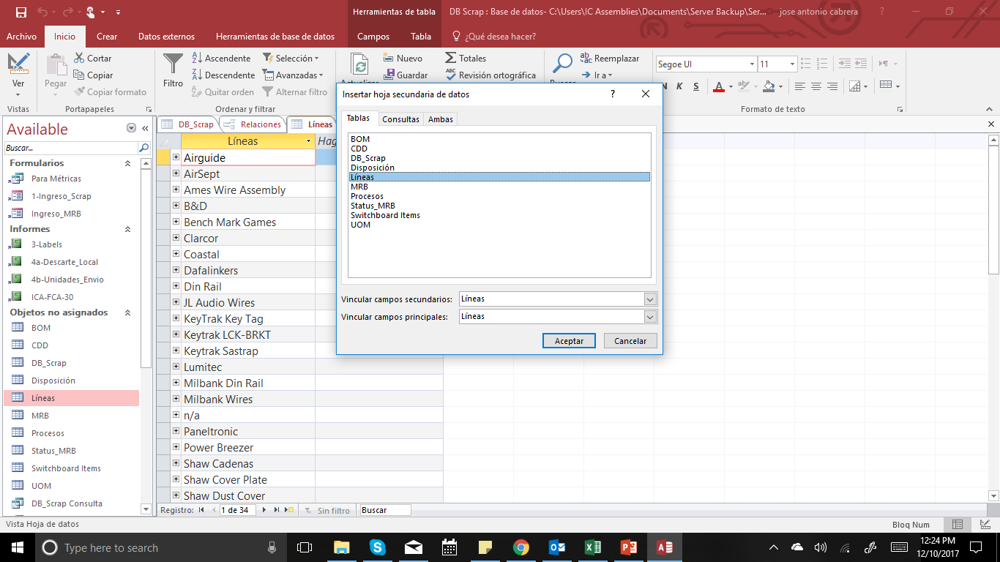 Herramientas de tabla
DB Scrap : Base de datos- C:\Users\IC Assemblies\Documents\Server Backup\Ser...
jose antonio cabrera
?
Archivo
Inicio
Crear
Datos externos
Herramientas de base de datos
Campos
Tabla
¿Qué desea hacer?
Ver
Vistas
Pegar
Cortar
Copiar
Copiar formato
Portapapeles
Filtro
Ascendente
Descendente
Quitar orden
Selección
Avanzadas
Alternar filtro
Ordenar y filtrar
Nuevo
Guardar
Totales
Revisión ortográfica
Reemplazar
Ir a
Segoe UI
11
N K S
Formato de texto
Available
Buscar...
Formularios
Para Métricas
1-Ingreso_Scrap
Ingreso_MRB
Informes
3-Labels
4a-Descarte_Local
4b-Unidades_Envio
ICA-FCA-30
Objetos no asignados
BOM
CDD
DB_Scrap
Disposición
Líneas
MRB
Procesos
Status_MRB
Switchboard Items
UOM
DB_Scrap Consulta
DB_Scrap
Relaciones
Líneas
Líneas
Hag
Airguide
AirSept
Ames Wire Assembly
B&D
Bench Mark Games
Clarcor
Coastal
Dafalinkers
Din Rail
JL Audio Wires
KeyTrak Key Tag
Keytrak LCK-BRKT
Keytrak Sastrap
Lumitec
Milbank Din Rail
Milbank Wires
n/a
Paneltronic
Power Breezer
Shaw Cadenas
Shaw Cover Plate
Shaw Dust Cover
Registro:
1 de 34
Sin filtro
Buscar
Insertar hoja secundaria de datos
?
Tablas
Consultas
Ambas
BOM
CDD
DB_Scrap
Disposición
Líneas
MRB
Procesos
Status_MRB
Switchboard Items
UOM
Vincular campos secundarios:
Líneas
Vincular campos principales:
Líneas
Aceptar
Cancelar
Vista Hoja de datos
Bloq Num
Type here to search
12:24 PM
12/10/2017